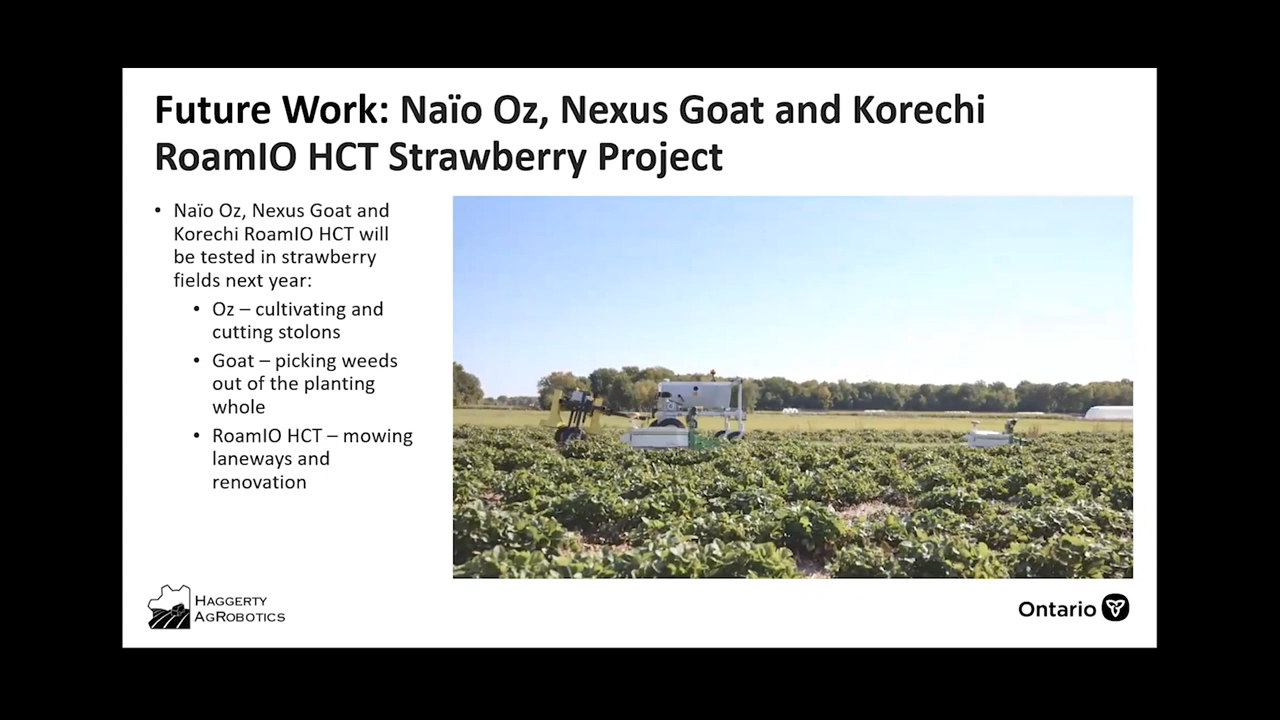 Future Work: Naïo Oz, Nexus Goat and Korechi
RoamIO HCT Strawberry Project
• Naïo Oz, Nexus Goat and
Korechi RoamIO HCT will
be tested in strawberry
fields next year:
• Oz – cultivating and
cutting stolons
• Goat – picking weeds
out of the planting
whole
• RoamIO HCT – mowing
laneways and
renovation
HAGGERTY
AGROBOTICS
Ontario